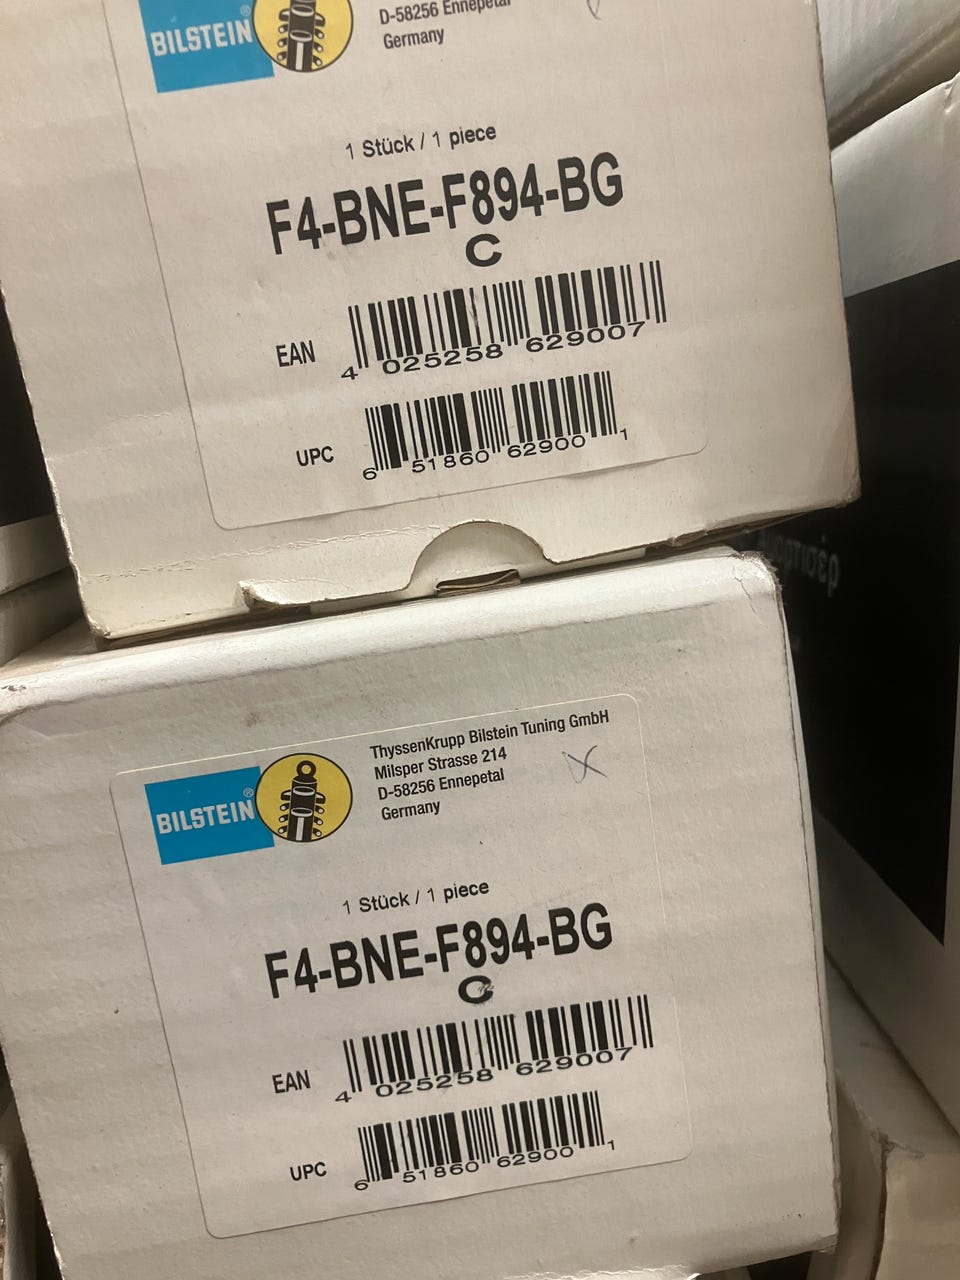 BILSTEIN®
D-58256 Ennepetal
Germany
1 Stück / 1 piece
F4-BNE-F894-BG
C
EAN
4 025258 629007
UPC
6 51860 62900 1
BILSTEIN®
ThyssenKrupp Bilstein Tuning GmbH
Milsper Strasse 214
D-58256 Ennepetal
Germany
1 Stück / 1 piece
F4-BNE-F894-BG
C
EAN
4 025258 629007
UPC
6 51860 62900 1